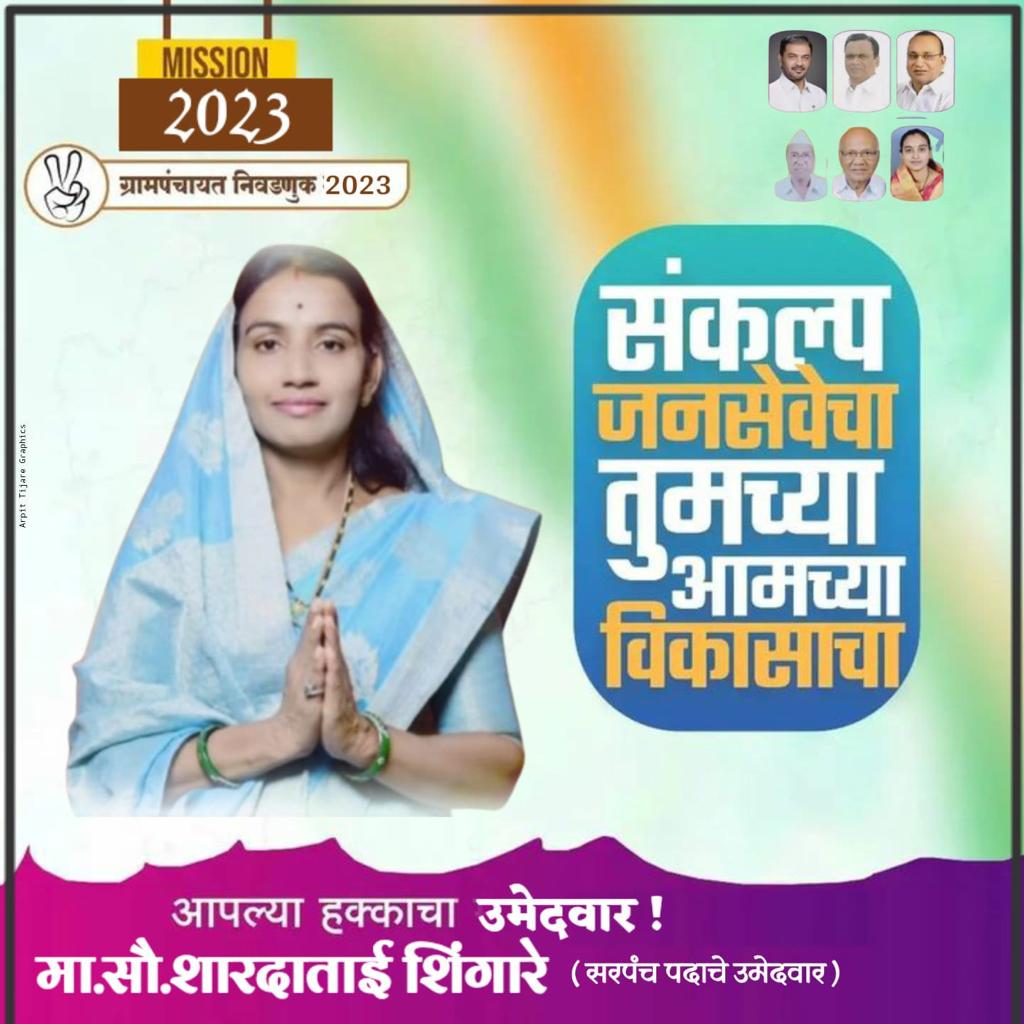 MISSION
2023
ग्रामपंचायत निवडणुक 2023
संकल्प
जनसेवेचा
तुमच्या
आमच्या
विकासाचा
Arpit Tijare Graphics
आपल्या हक्काचा उमेदवार !
मा.सौ.शारदाताई शिंगारे (सरपंच पदाचे उमेदवार)